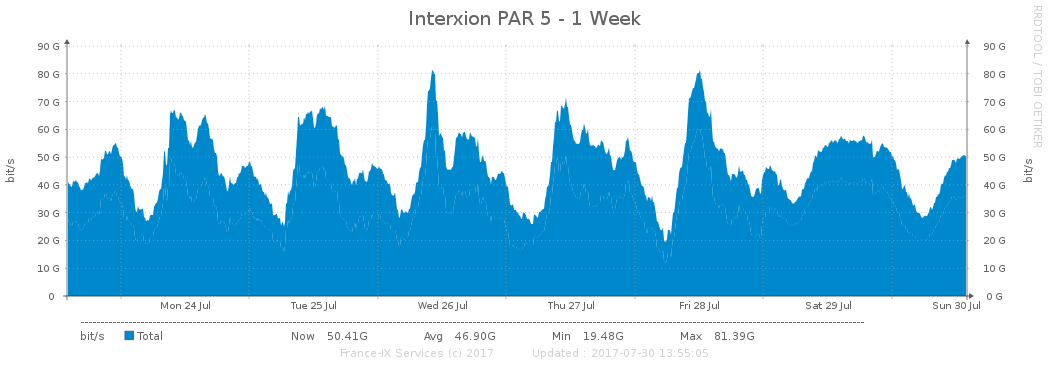 Interxion PAR 5 - 1 Week
RRDTOOL / TOBI OETIKER
bit/s
90 G 90 G
80 G 80 G
70 G 70 G
60 G 60 G
50 G 50 G
40 G 40 G
30 G 30 G
20 G 20 G
10 G 10 G
0 0 G
bit/s
Mon 24 Jul Tue 25 Jul Wed 26 Jul Thu 27 Jul Fri 28 Jul Sat 29 Jul Sun 30 Jul
bit/s Total Now 50.41G Avg 46.90G Min 19.48G Max 81.39G
France-IX Services (c) 2017 Updated : 2017-07-30 13:55:05